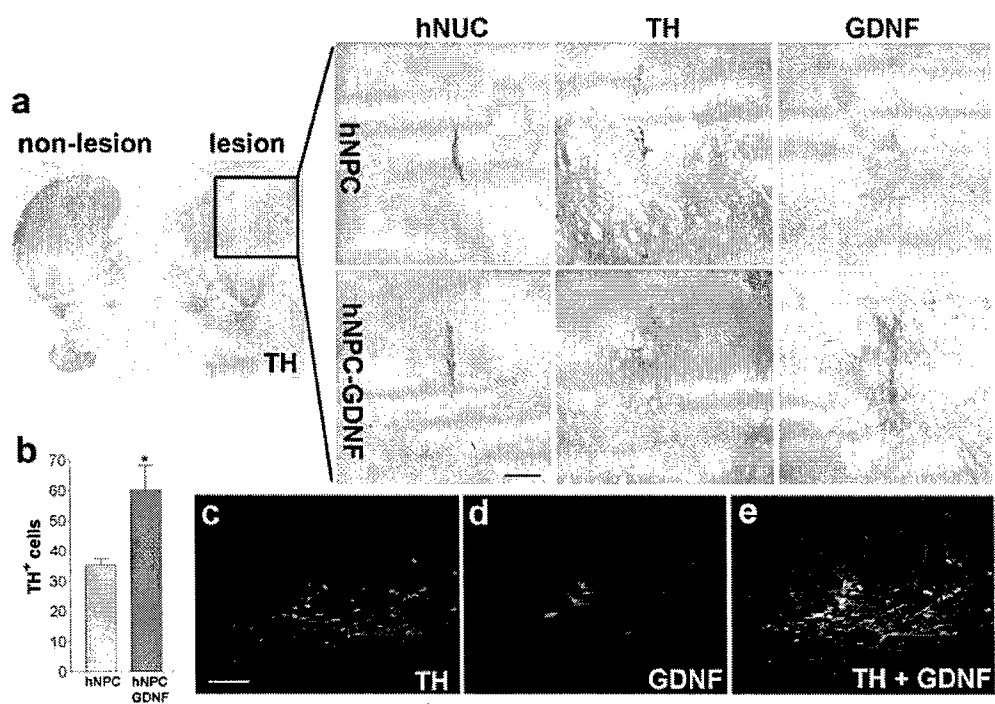 hNUC TH GDNF
a
non-lesion lesion
hNPC
hNPC-GDNF
TH
b
70
60
50
40
30
20
10
0
TH+ cells
*
hNPC hNPC
GDNF
c
TH
d
GDNF
e
TH + GDNF